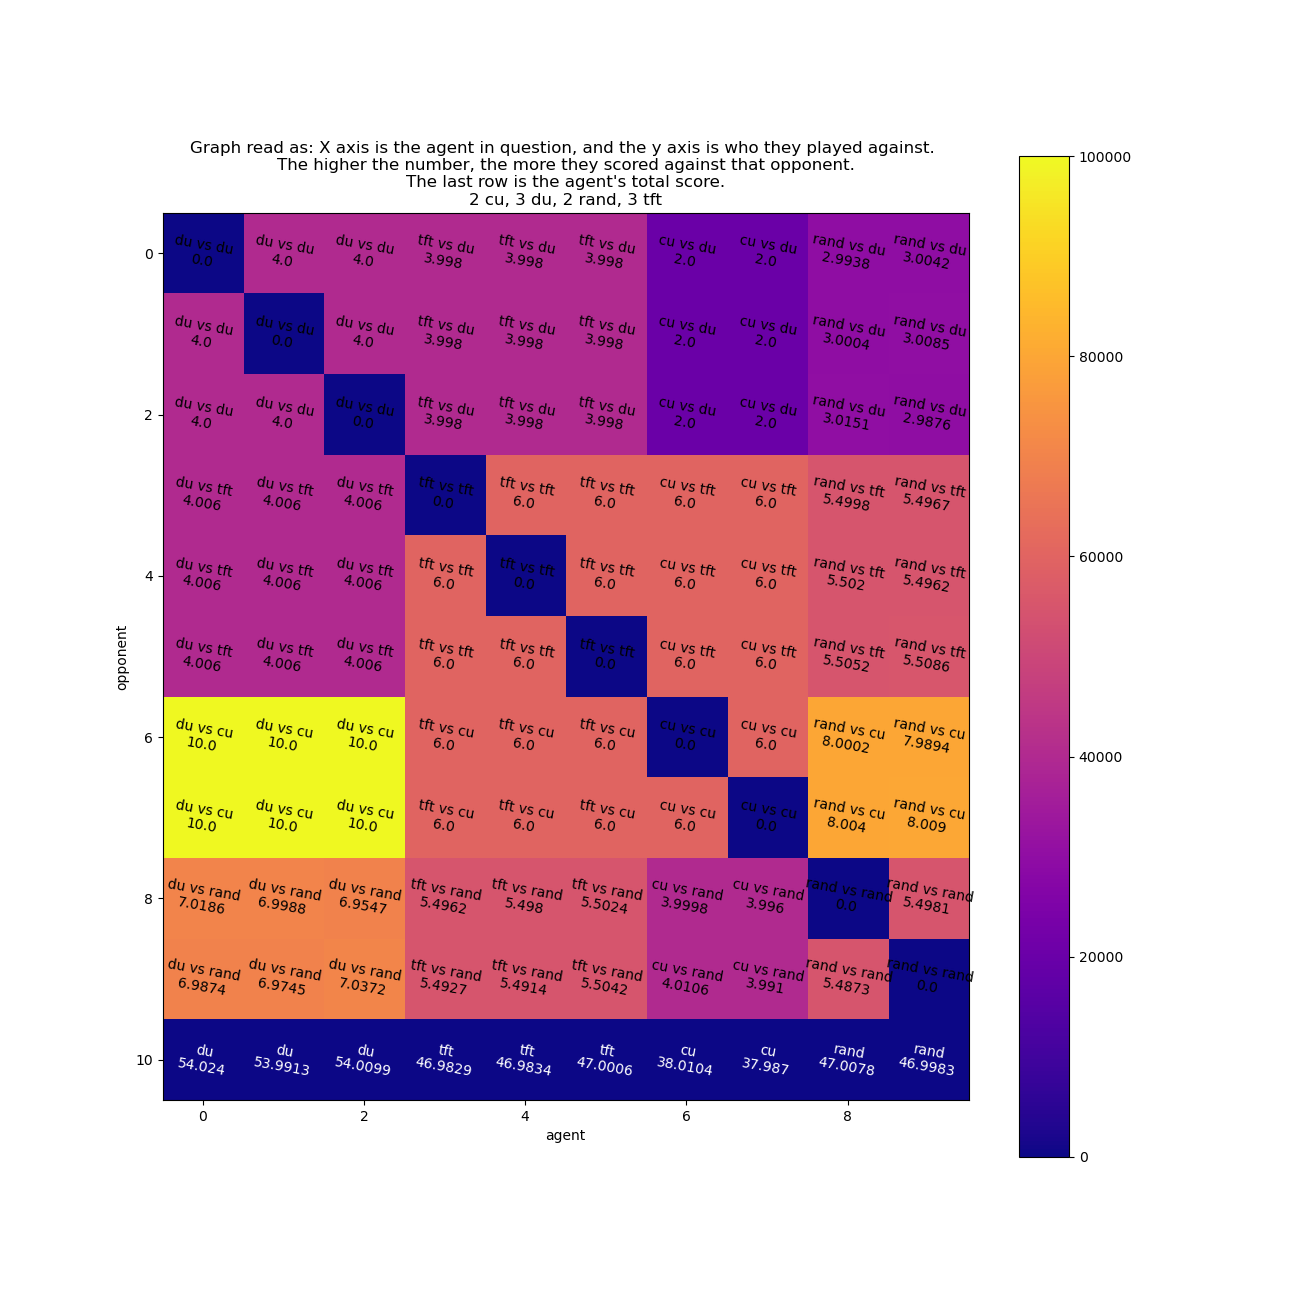 Graph read as: X axis is the agent in question, and the y axis is who they played against.
The higher the number, the more they scored against that opponent.
The last row is the agent's total score.
2 cu, 3 du, 2 rand, 3 tft
100000
80000
60000
40000
20000
0
0
du vs du du vs du du vs du tft vs du tft vs du tft vs du cu vs du cu vs du rand vs du rand vs du
0.0 4.0 4.0 3.998 3.998 3.998 2.0 2.0 2.9938 3.0042
du vs du du vs du du vs du tft vs du tft vs du tft vs du cu vs du cu vs du rand vs du rand vs du
4.0 0.0 4.0 3.998 3.998 3.998 2.0 2.0 3.0004 3.0085
2
du vs du du vs du du vs du tft vs du tft vs du tft vs du cu vs du cu vs du rand vs du rand vs du
4.0 4.0 0.0 3.998 3.998 3.998 2.0 2.0 3.0151 2.9876
du vs tft du vs tft du vs tft tft vs tft tft vs tft tft vs tft cu vs tft cu vs tft rand vs tft rand vs tft
4.006 4.006 4.006 0.0 6.0 6.0 6.0 6.0 5.4998 5.4967
4
du vs tft du vs tft du vs tft tft vs tft tft vs tft tft vs tft cu vs tft cu vs tft rand vs tft rand vs tft
4.006 4.006 4.006 6.0 0.0 6.0 6.0 6.0 5.502 5.4962
du vs tft du vs tft du vs tft tft vs tft tft vs tft tft vs tft cu vs tft cu vs tft rand vs tft rand vs tft
4.006 4.006 4.006 6.0 6.0 0.0 6.0 6.0 5.5052 5.5086
opponent
6
du vs cu du vs cu du vs cu tft vs cu tft vs cu tft vs cu cu vs cu cu vs cu rand vs cu rand vs cu
10.0 10.0 10.0 6.0 6.0 6.0 0.0 6.0 8.0002 7.9894
du vs cu du vs cu du vs cu tft vs cu tft vs cu tft vs cu cu vs cu cu vs cu rand vs cu rand vs cu
10.0 10.0 10.0 6.0 6.0 6.0 6.0 0.0 8.004 8.009
8
du vs rand du vs rand du vs rand tft vs rand tft vs rand tft vs rand cu vs rand cu vs rand rand vs rand rand vs rand
7.0186 6.9988 6.9547 5.4962 5.498 5.5024 3.9998 3.996 0.0 5.4981
du vs rand du vs rand du vs rand tft vs rand tft vs rand tft vs rand cu vs rand cu vs rand rand vs rand rand vs rand
6.9874 6.9745 7.0372 5.4927 5.4914 5.5042 4.0106 3.991 5.4873 0.0
10
du du du tft tft tft cu cu rand rand
54.024 53.9913 54.0099 46.9829 46.9834 47.0006 38.0104 37.987 47.0078 46.9983
0 2 4 6 8
agent